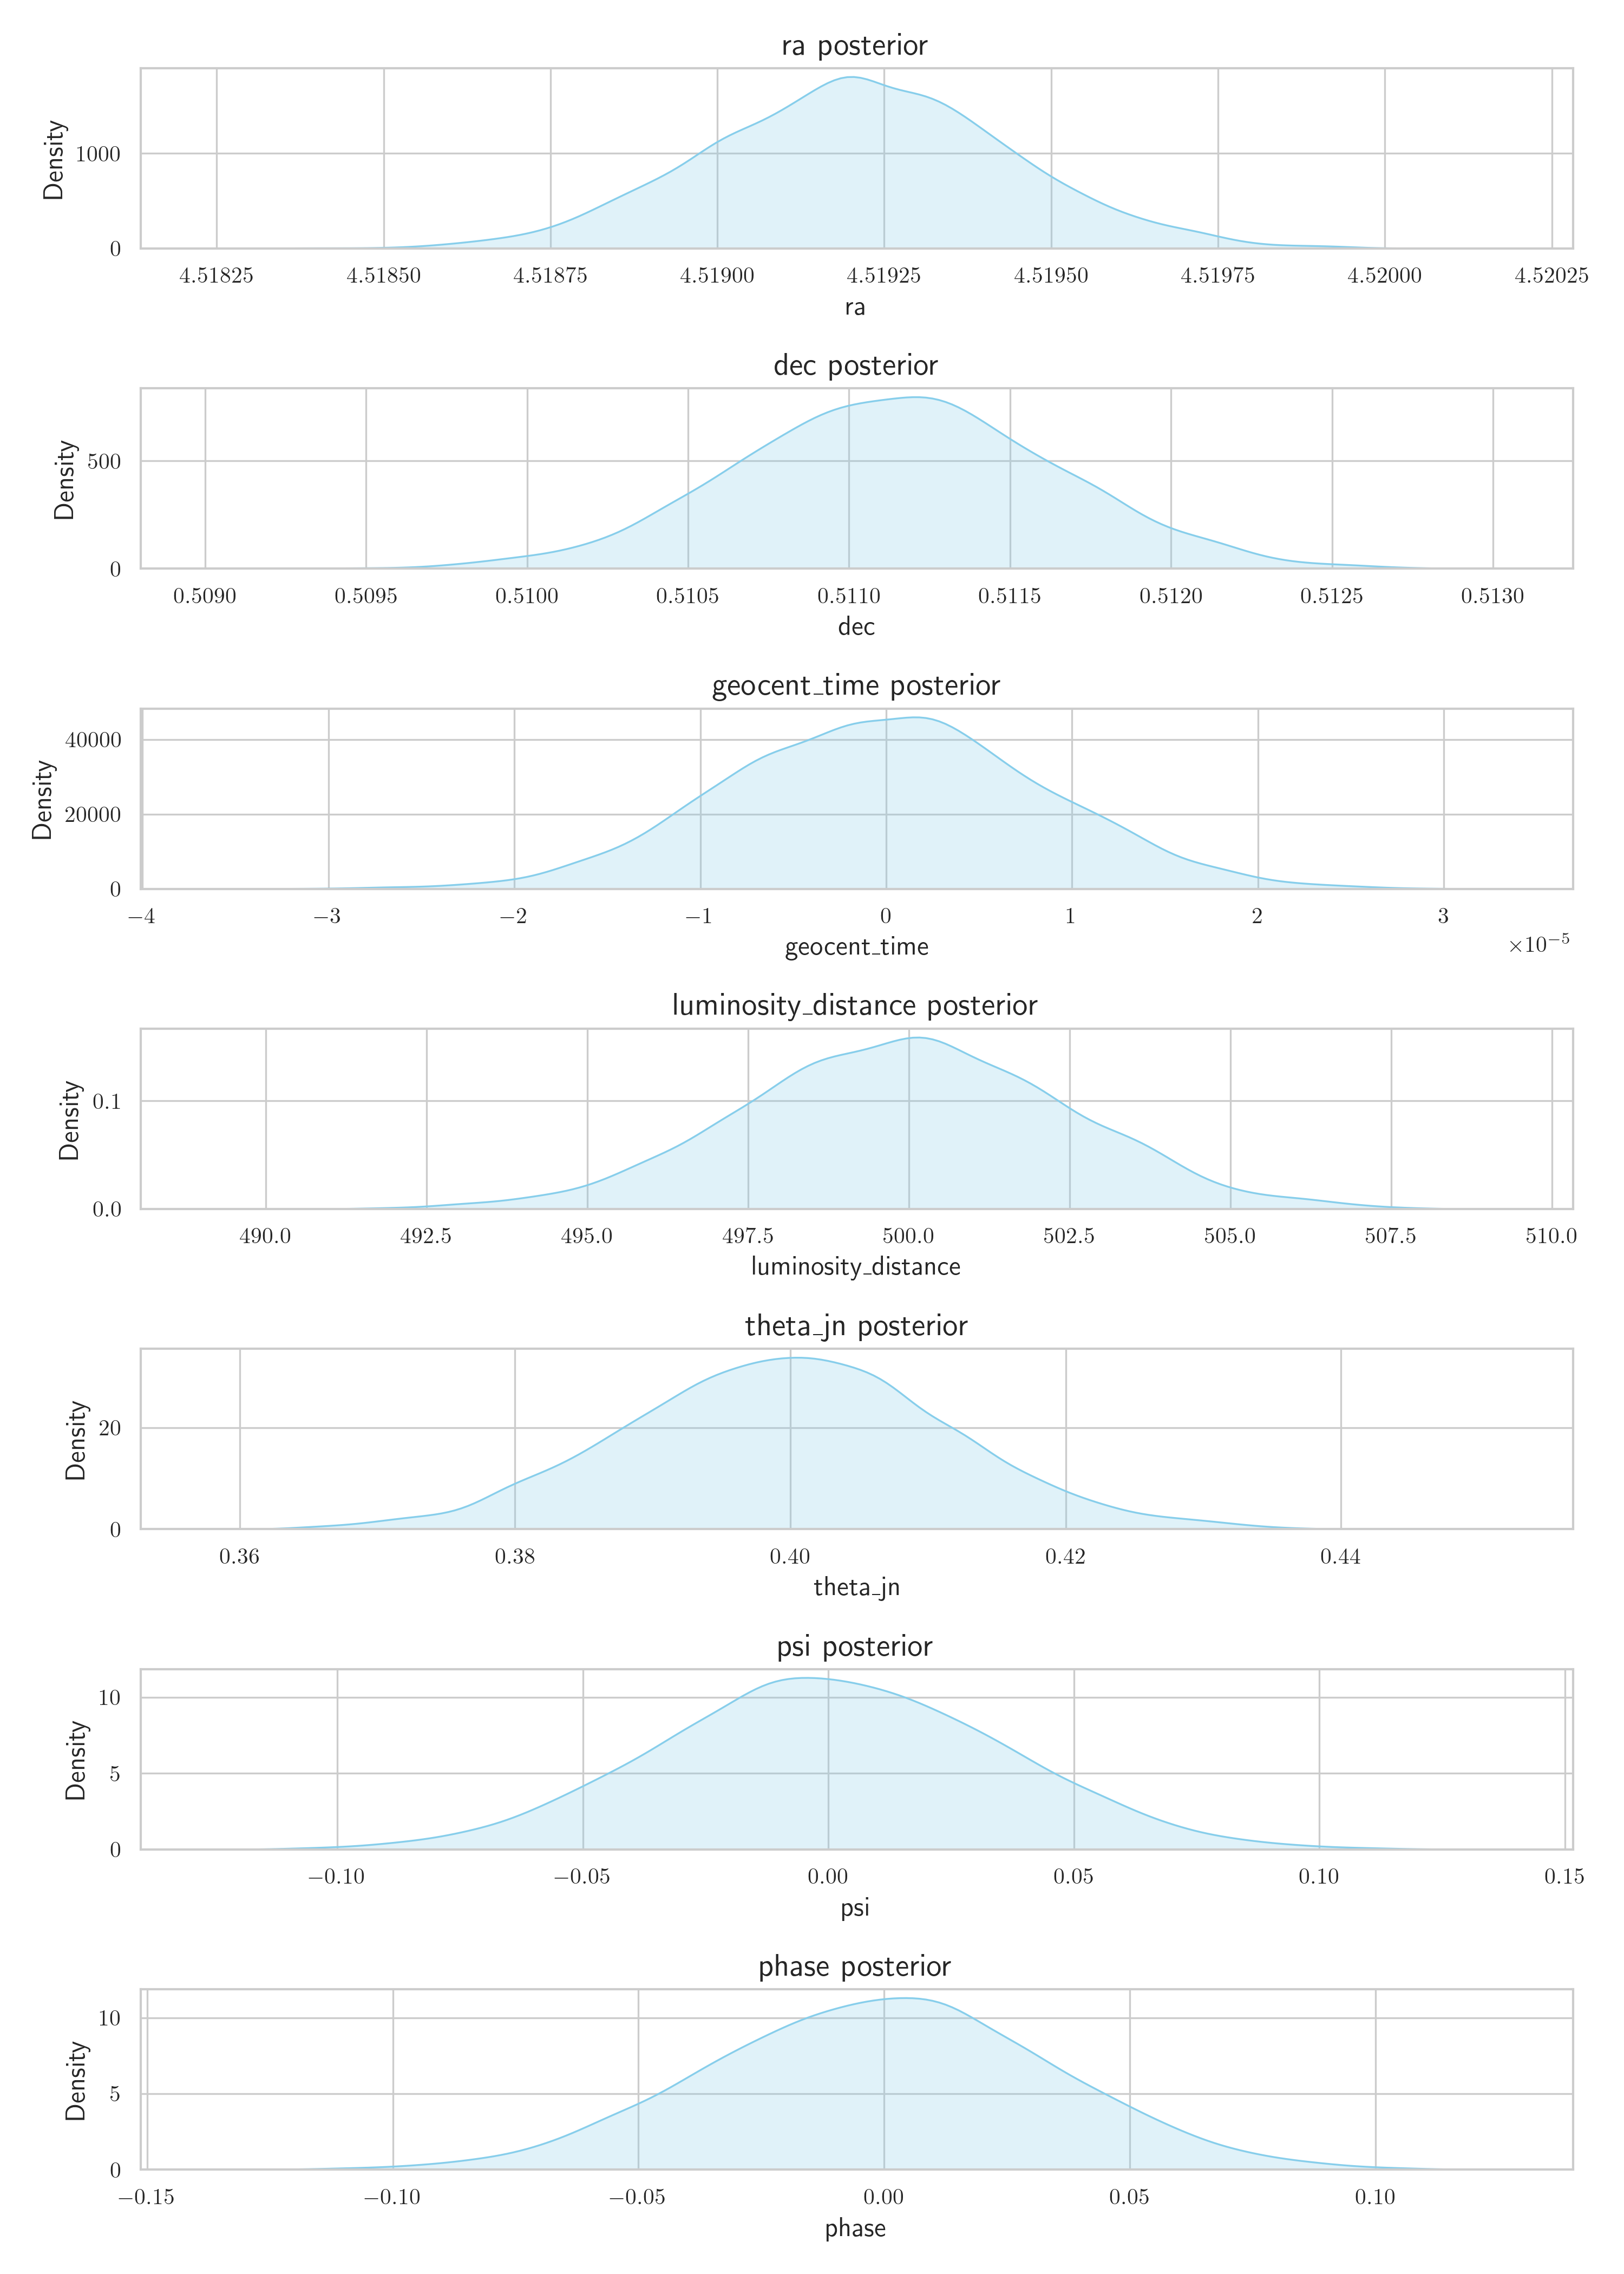 ra posterior
Density
1000
0
4.51825 4.51850 4.51875 4.51900 4.51925 4.51950 4.51975 4.52000 4.52025
ra
dec posterior
Density
500
0
0.5090 0.5095 0.5100 0.5105 0.5110 0.5115 0.5120 0.5125 0.5130
dec
geocent_time posterior
Density
40000
20000
0
−4 −3 −2 −1 0 1 2 3
×10⁻⁵
geocent_time
luminosity_distance posterior
Density
0.1
0.0
490.0 492.5 495.0 497.5 500.0 502.5 505.0 507.5 510.0
luminosity_distance
theta_jn posterior
Density
20
0
0.36 0.38 0.40 0.42 0.44
theta_jn
psi posterior
Density
10
5
0
−0.10 −0.05 0.00 0.05 0.10 0.15
psi
phase posterior
Density
10
5
0
−0.15 −0.10 −0.05 0.00 0.05 0.10
phase